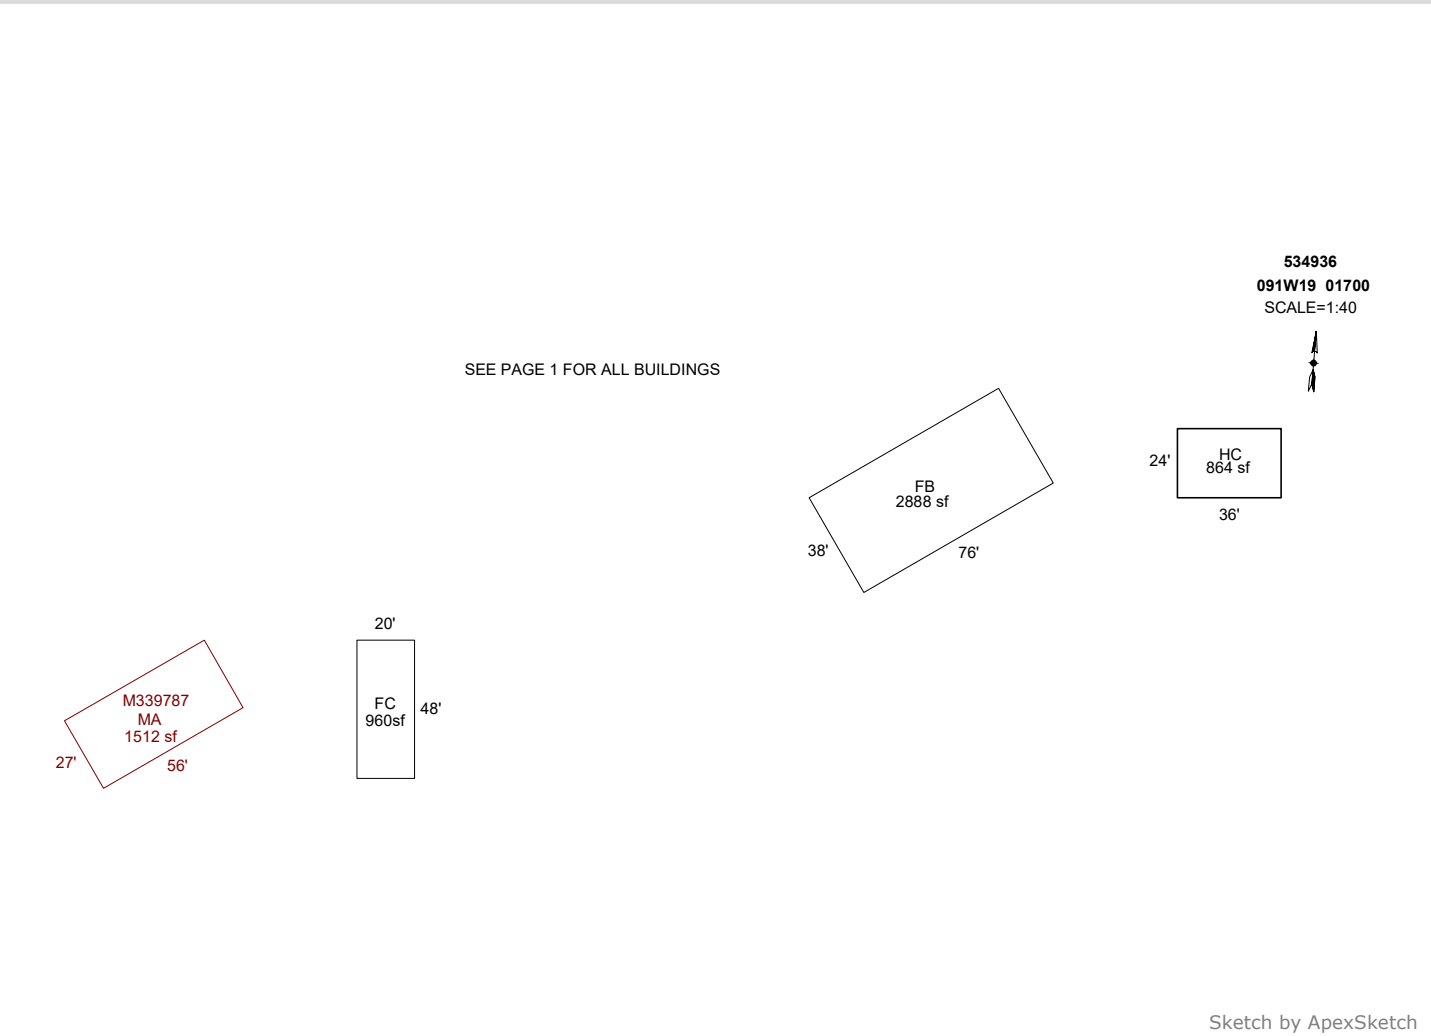 534936
091W19 01700
SCALE=1:40
SEE PAGE 1 FOR ALL BUILDINGS
24'
HC
864 sf
36'
FB
2888 sf
38'
76'
20'
FC
960sf
48'
M339787
MA
1512 sf
27'
56'
Sketch by ApexSketch